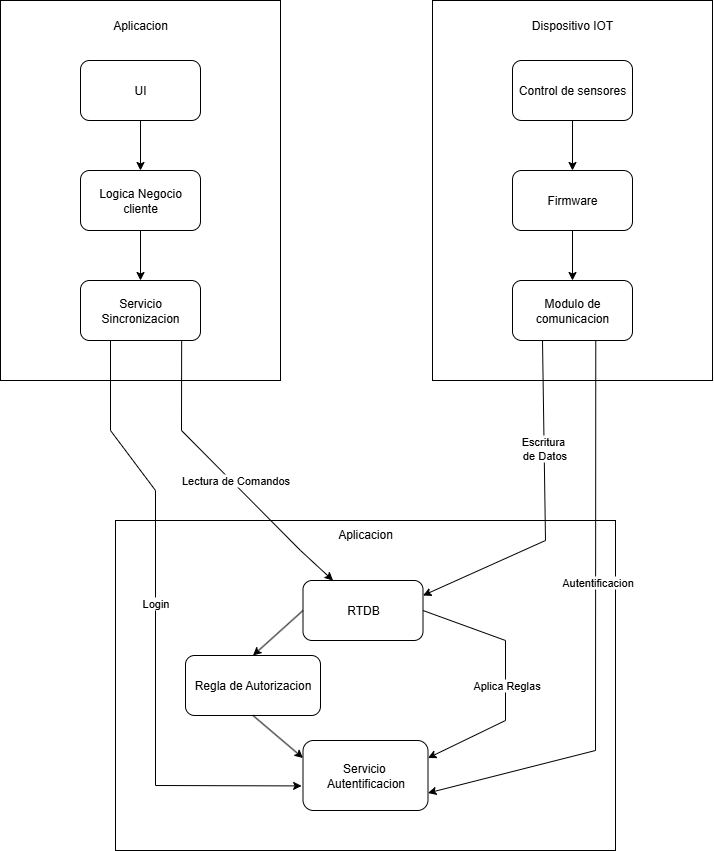 Aplicacion
UI
Logica Negocio
cliente
Servicio
Sincronizacion
Dispositivo IOT
Control de sensores
Firmware
Modulo de
comunicacion
Lectura de Comandos
Escritura
de Datos
Login
Autentificacion
Aplicacion
RTDB
Regla de Autorizacion
Aplica Reglas
Servicio
Autentificacion